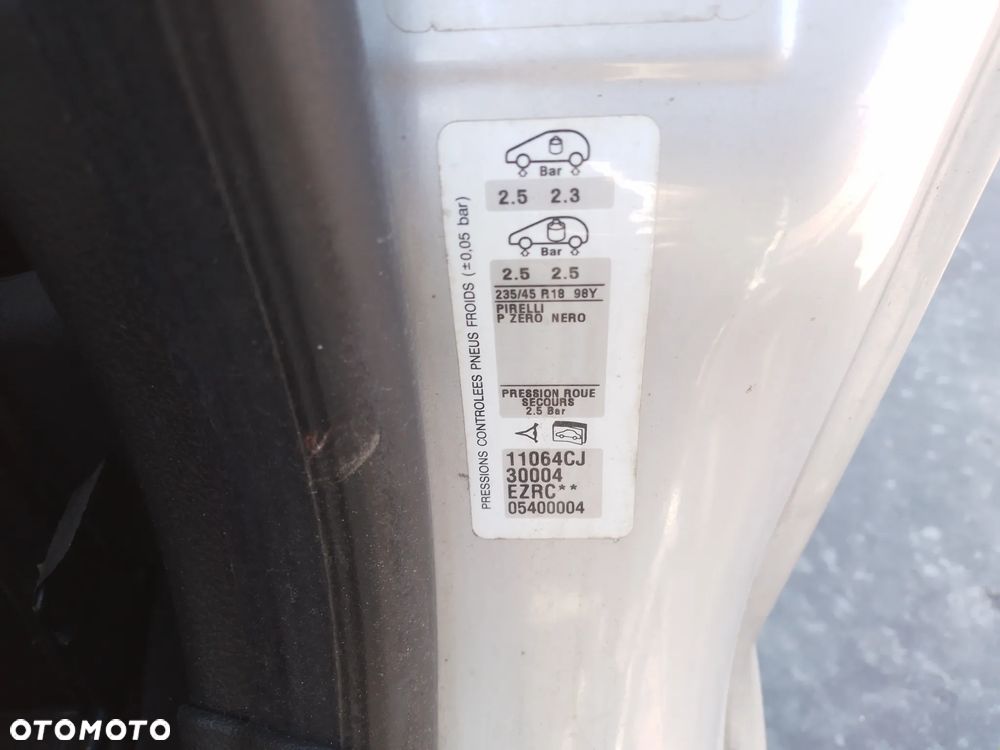 Bar
2.5 2.3
Bar
2.5 2.5
235/45 R18 98Y
PIRELLI
P ZERO NERO
PRESSION ROUE
SECOURS
2.5 Bar
11064CJ
30004
EZRC**
05400004
PRESSIONS CONTROLEES PNEUS FROIDS (±0,05 bar)
OTOMOTO